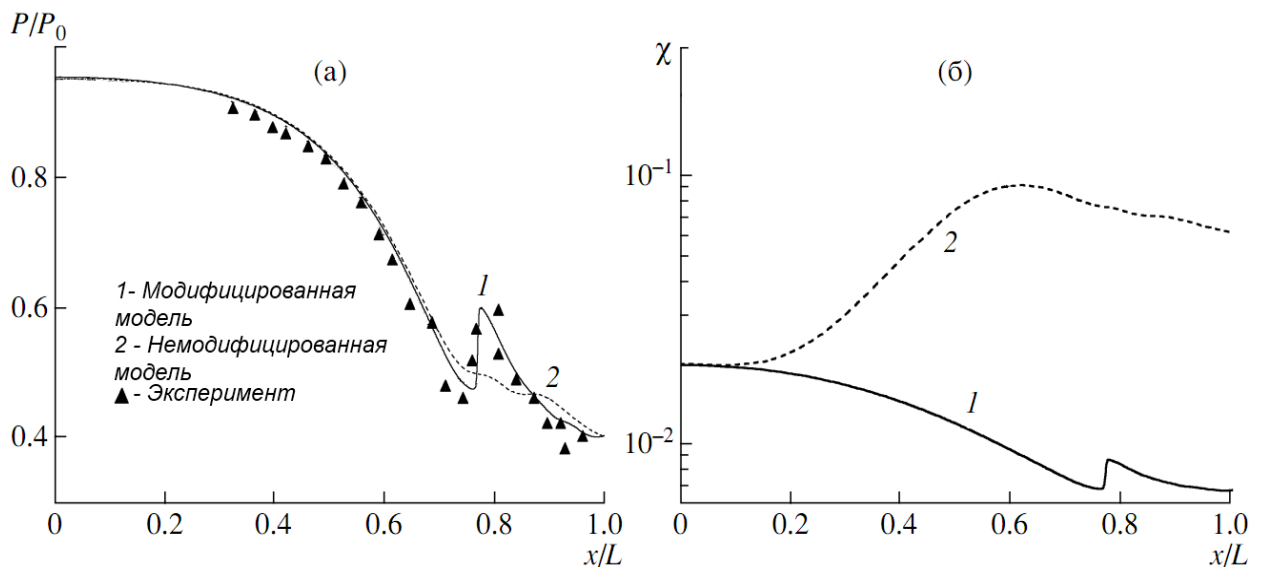 P/P₀
(а)
0.8
0.6
0.4
0
0.2
0.4
0.6
0.8
1.0
x/L
1
2
1- Модифицированная
модель
2 - Немодифицированная
модель
▲ - Эксперимент
χ
(б)
10⁻¹
10⁻²
2
1
0
0.2
0.4
0.6
0.8
1.0
x/L